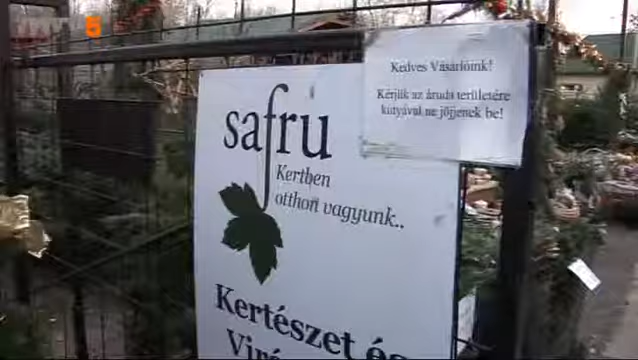 Kedves Vásárlóink!
Kérjük az áruda területére
kutyával ne jöjjenek be!
safru
Kertben
otthon vagyunk..
Kertészet és